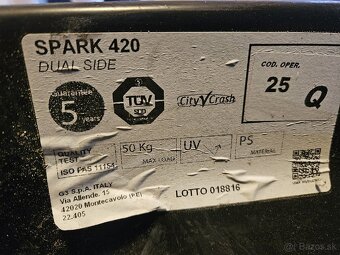 SPARK 420
DUAL SIDE
Guarantee
5
years
TÜV
City Crash
COD. OPER.
25 Q
QUALITY
TEST
ISO PAS 11154
50 Kg
MAX LOAD
UV
PS
MATERIAL
G3 S.p.A. ITALY
Via Allende, 15
42020 Montecavolo (RE)
22.405
LOTTO 018816
Bazoš.sk